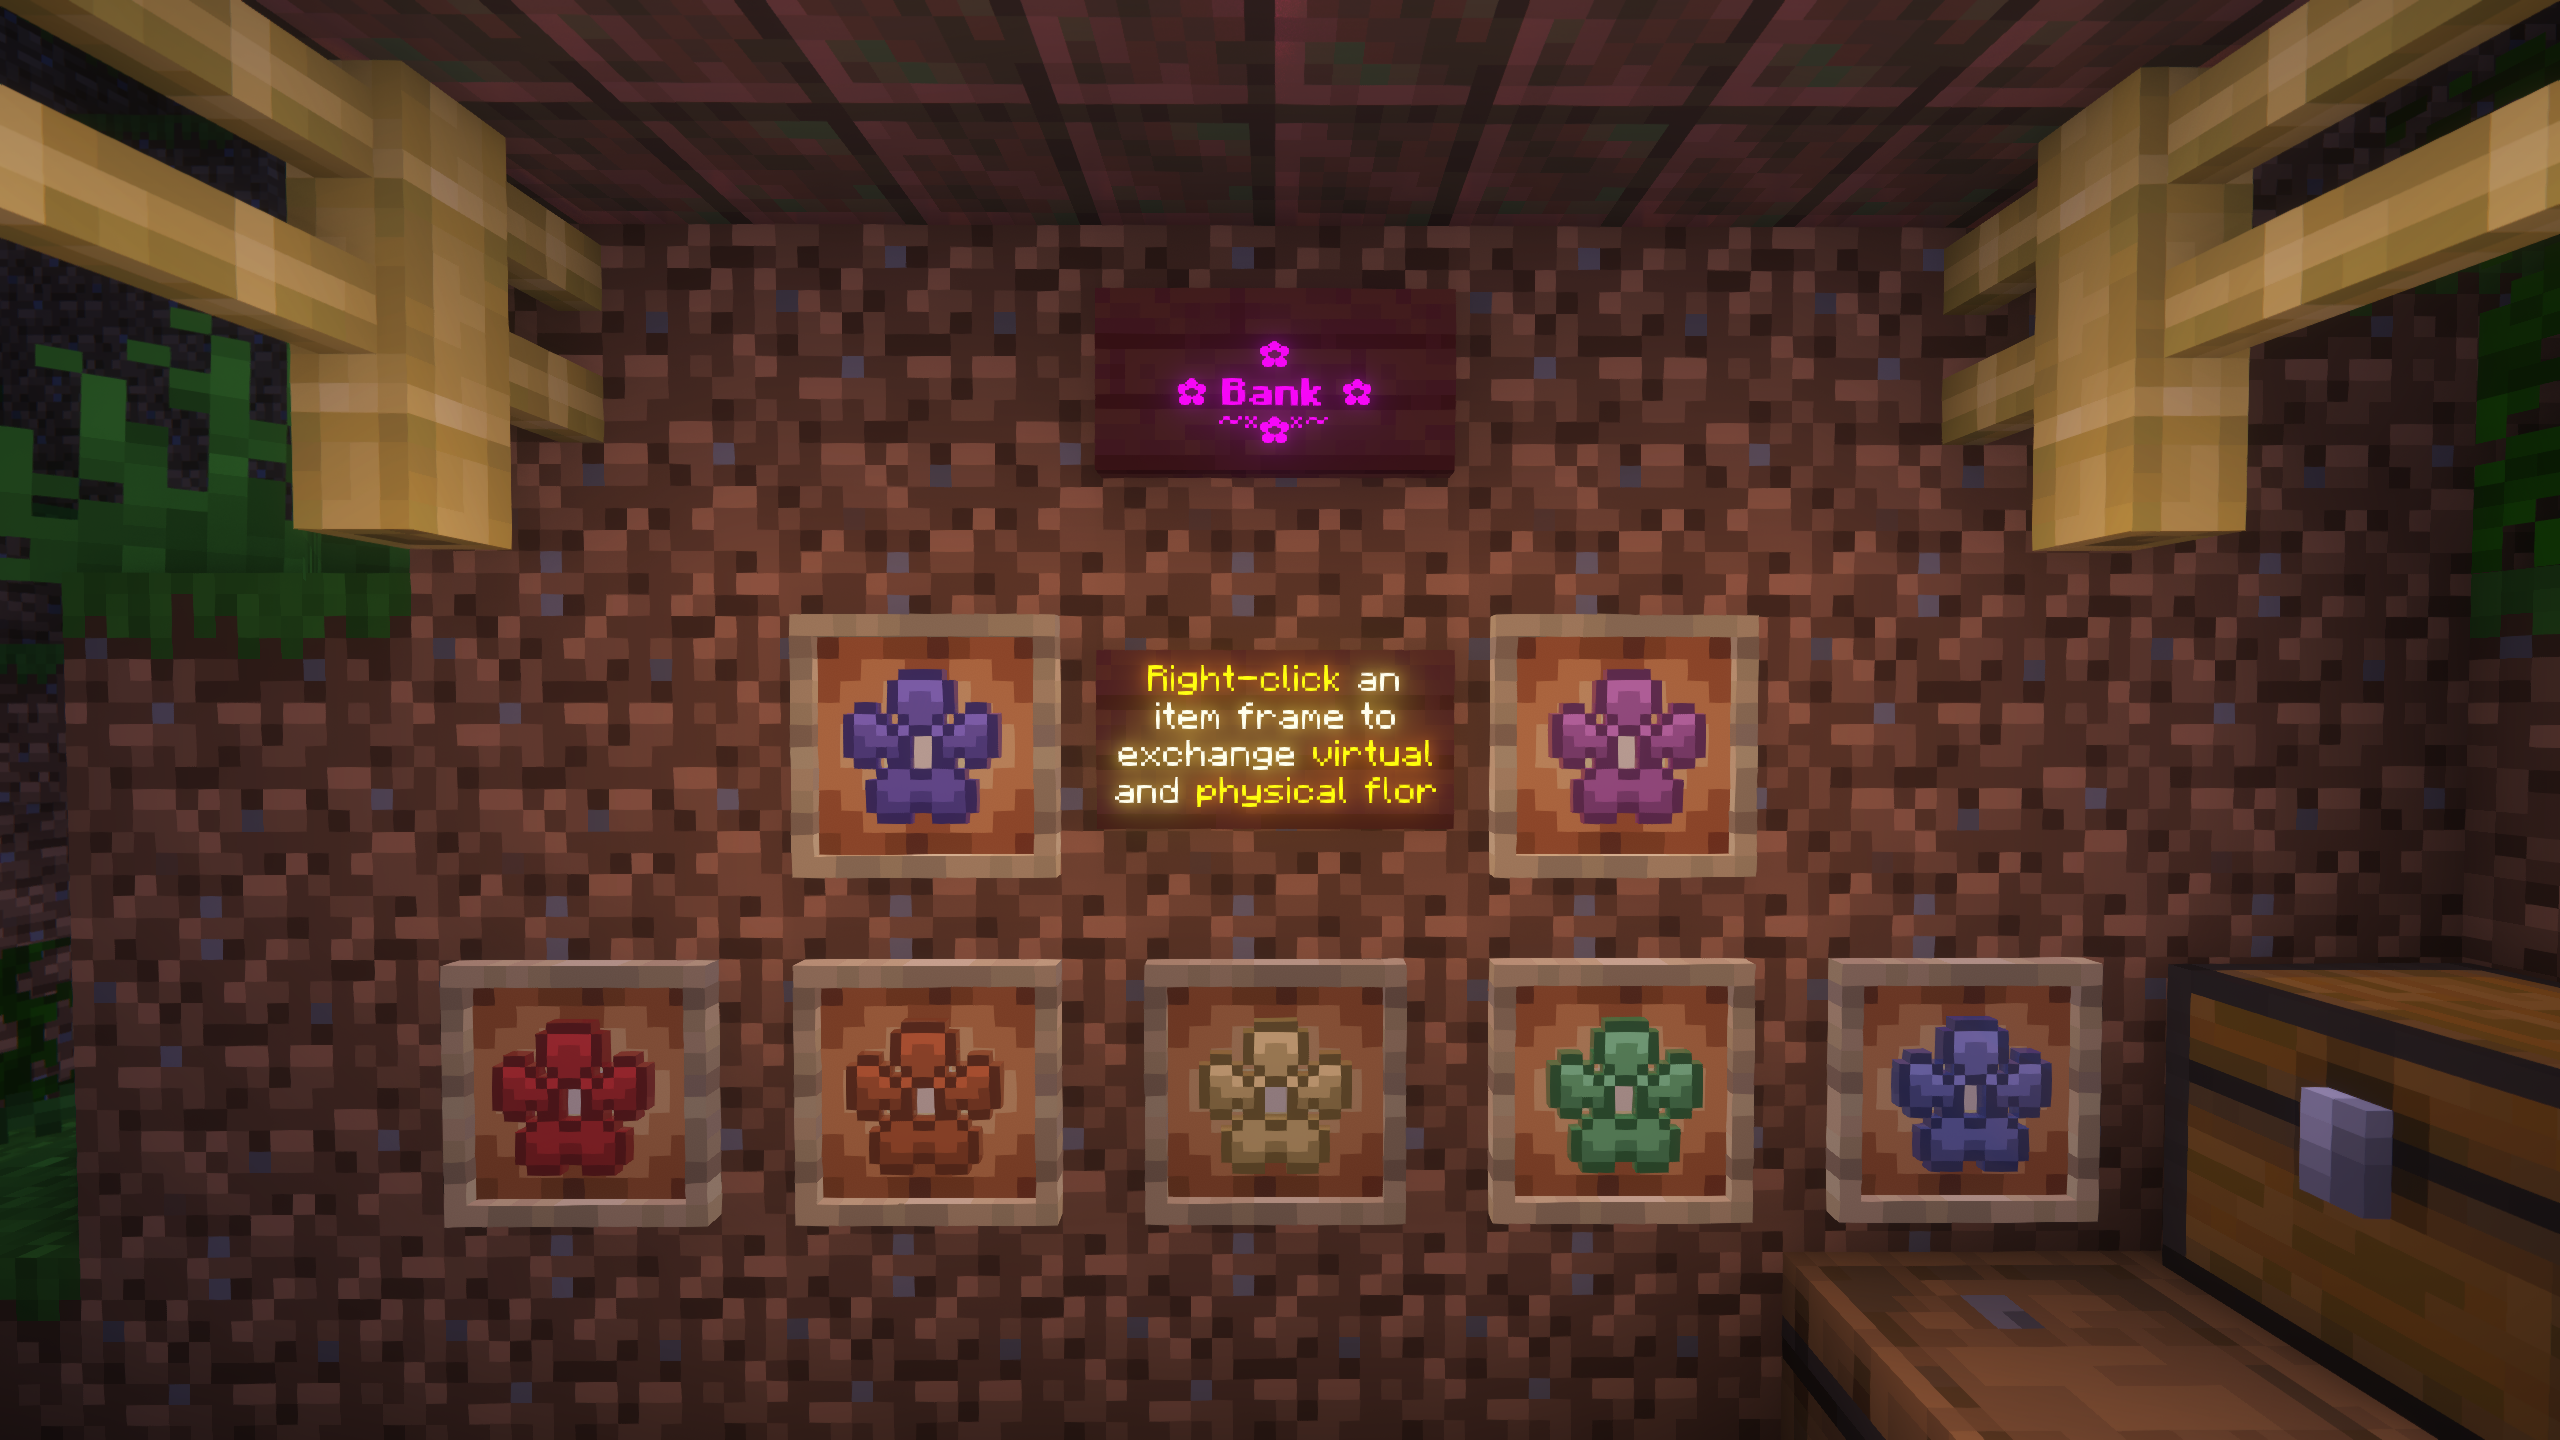 ✿
✿ Bank ✿
~~×✿×~~
Right-click an
item frame to
exchange virtual
and physical flor